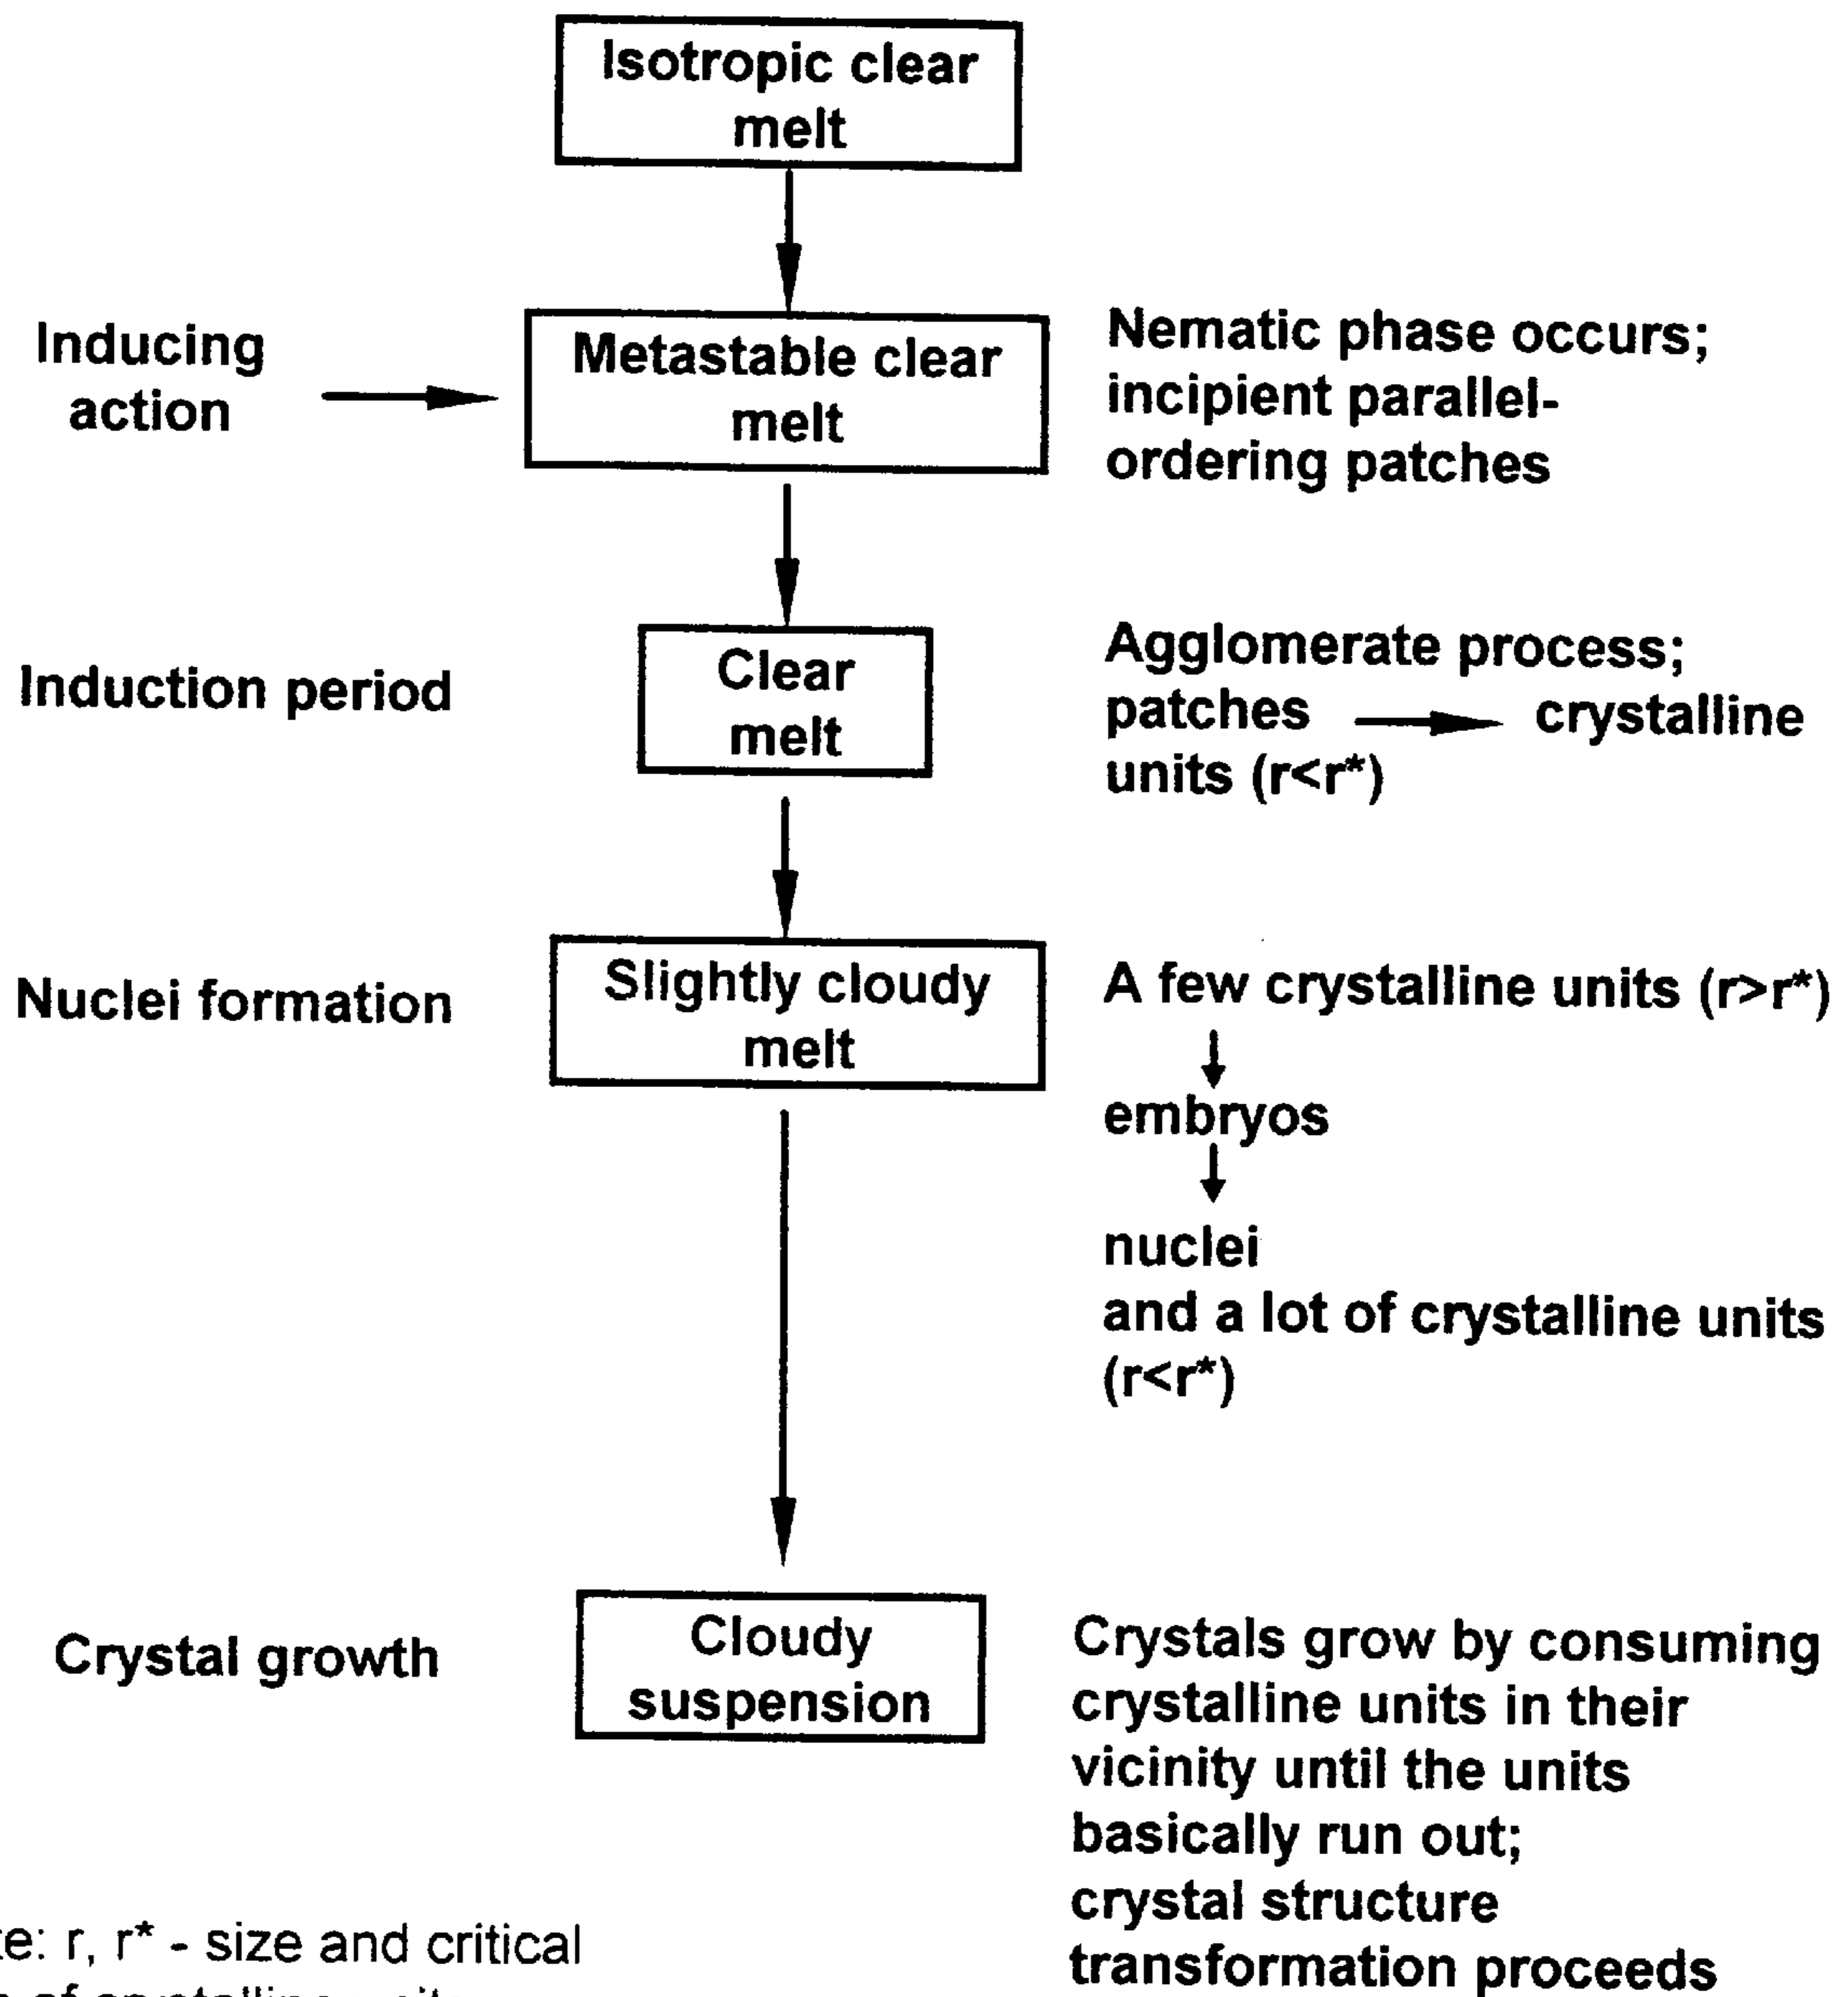 Isotropic clear
melt
Inducing
action
Metastable clear
melt
Nematic phase occurs;
incipient parallel-
ordering patches
Induction period
Clear
melt
Agglomerate process;
patches → crystalline
units (r<r*)
Nuclei formation
Slightly cloudy
melt
A few crystalline units (r>r*)
embryos
nuclei
and a lot of crystalline units
(r<r*)
Crystal growth
Cloudy
suspension
Crystals grow by consuming
crystalline units in their
vicinity until the units
basically run out;
crystal structure
transformation proceeds
r, r* - size and critical
of crystalline